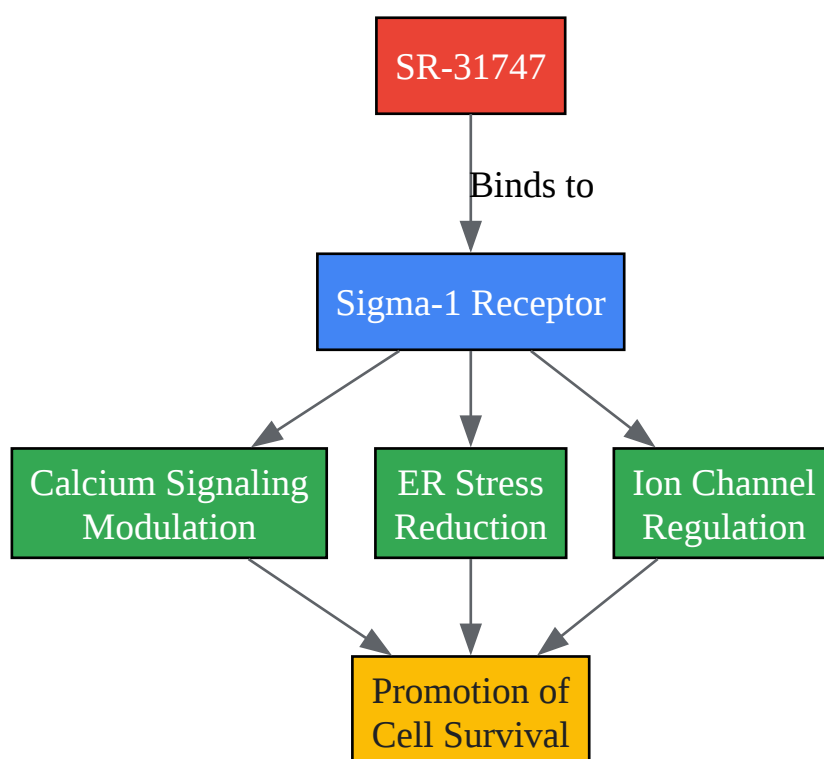 SR-31747
Binds to
Sigma-1 Receptor
Calcium Signaling
Modulation
ER Stress
Reduction
Ion Channel
Regulation
Promotion of
Cell Survival